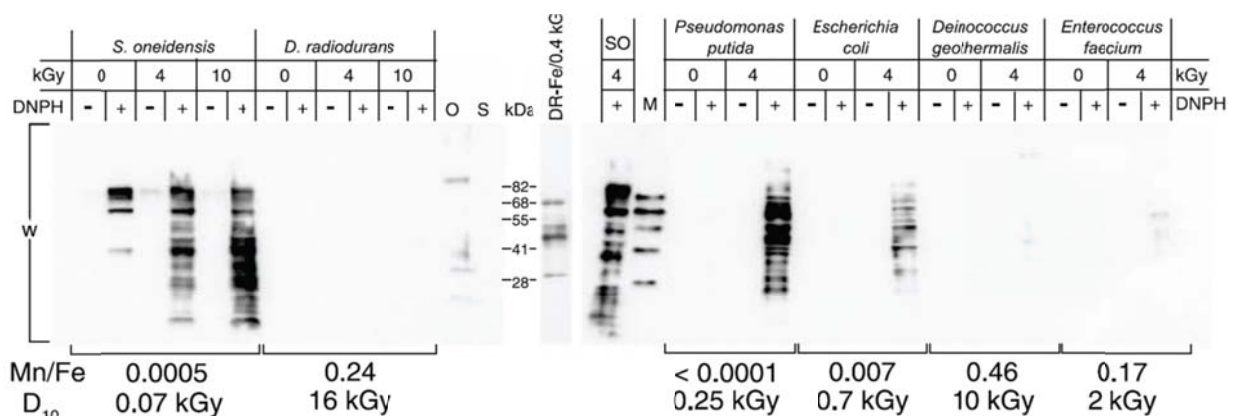 S. oneidensis D. radiodurans
kGy 0 4 10 0 4 10
DNPH - + - + - + - + - + - + O S kDa
DR-Fe/0.4 kG
SO Pseudomonas putida Escherichia coli Deinococcus geothermalis Enterococcus faecium
4 0 4 0 4 0 4 0 4 kGy
+ M - + - + - + - + - + - + - + - + DNPH
W
-82-
-68-
-55-
-41-
-28-
Mn/Fe 0.0005 0.24 < 0.0001 0.007 0.46 0.17
D10 0.07 kGy 16 kGy 0.25 kGy 0.7 kGy 10 kGy 2 kGy